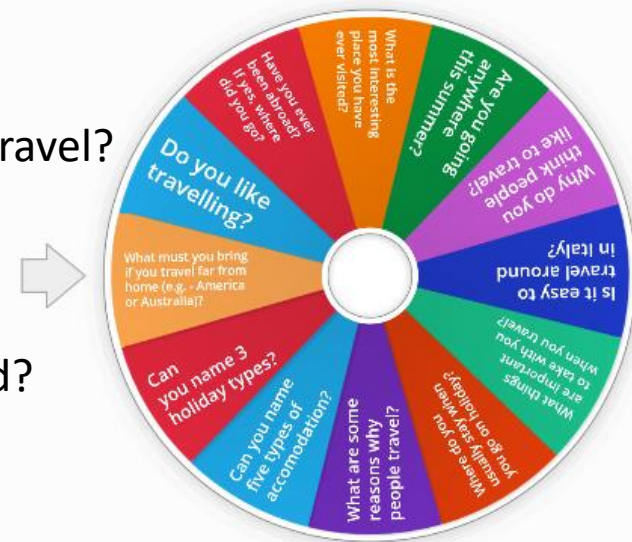 ravel?
d?
What is the
most interesting
place you have
ever visited?
Are you going
anywhere
this summer?
Why do you
think people
like to travel?
Is it easy to
travel around
in Italy?
What things
are important
to take with you
when you travel?
Where do you
usually stay when
you go on holiday?
What are some
reasons why
people travel?
Can you name
five types of
accomodation?
Can
you name 3
holiday types?
What must you bring
if you travel far from
home (e.g. - America
or Australia)?
Do you like
travelling?
Have you ever
been abroad?
If yes, where
did you go?